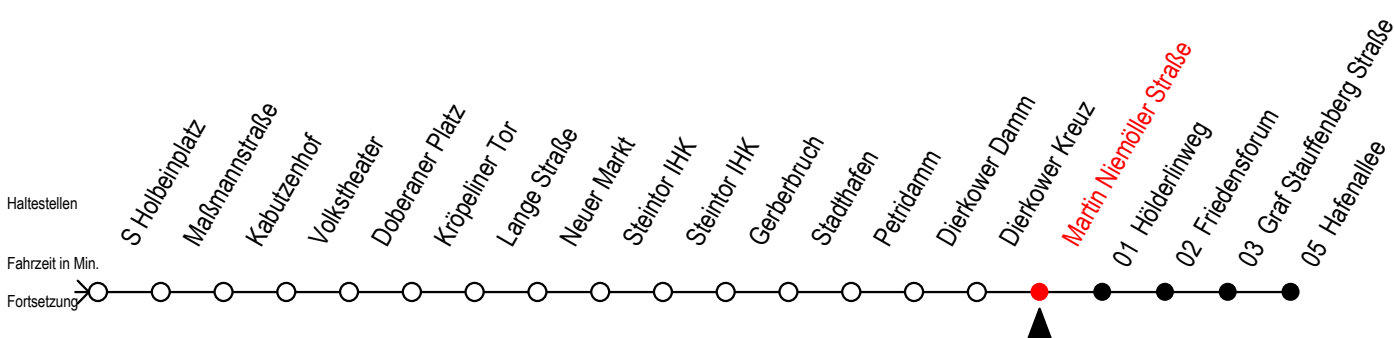 Haltestellen
Fahrzeit in Min.
Fortsetzung
S Holbeinplatz
Maßmannstraße
Kabutzenhof
Volkstheater
Doberaner Platz
Kröpeliner Tor
Lange Straße
Neuer Markt
Steintor IHK
Steintor IHK
Gerberbruch
Stadthafen
Petridamm
Dierkower Damm
Dierkower Kreuz
Martin Niemöller Straße
01 Hölderlinweg
02 Friedensforum
03 Graf Stauffenberg Straße
05 Hafenallee